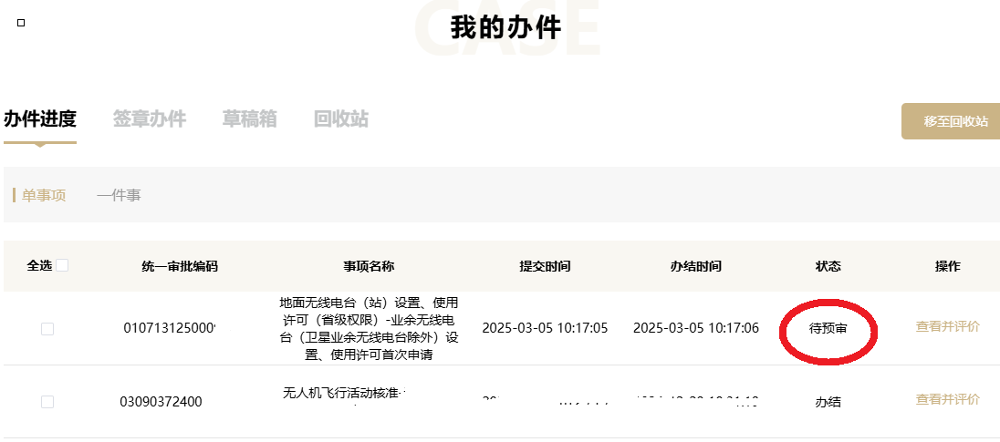 CASE
我的办件
办件进度 签章办件 草稿箱 回收站 移至回收站
单事项 一件事
全选 统一审批编码 事项名称 提交时间 办结时间 状态 操作
地面无线电台（站）设置、使用
许可（省级权限）-业余无线电
台（卫星业余无线电台除外）设
置、使用许可首次申请
010713125000 2025-03-05 10:17:05 2025-03-05 10:17:06 待预审 查看并评价
无人机飞行活动核准
03090372400 办结 查看并评价